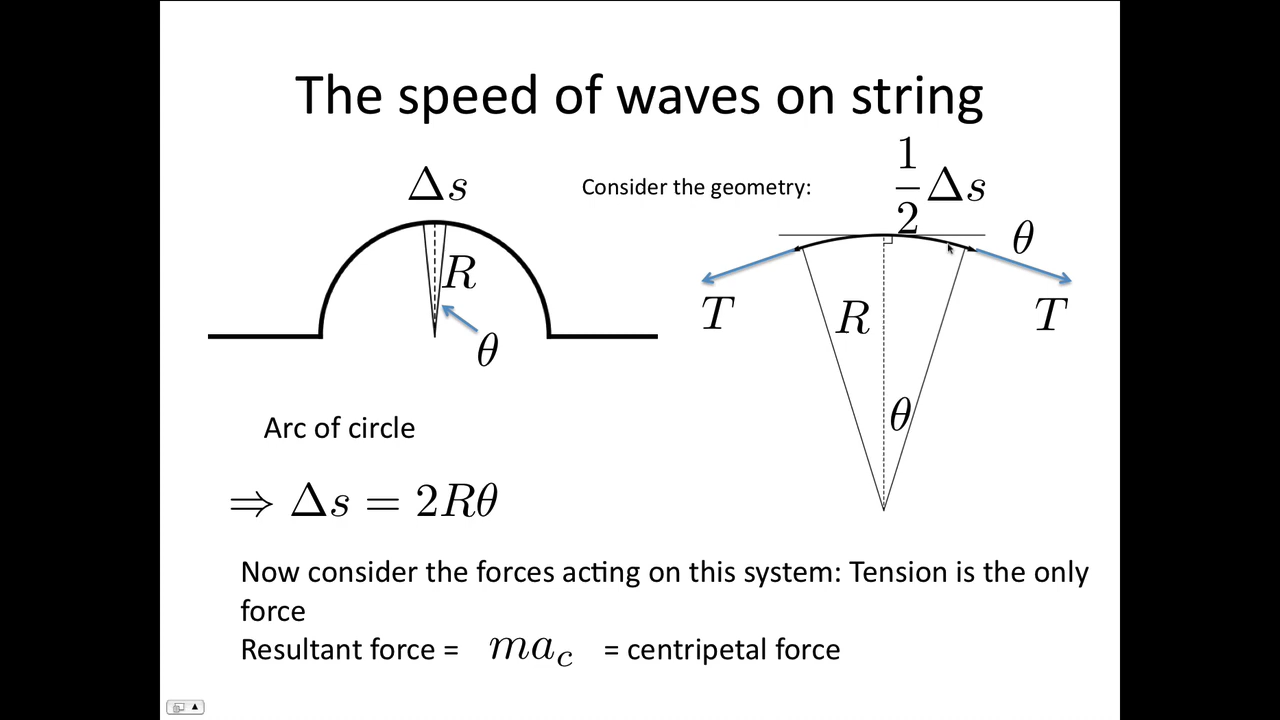 The speed of waves on string
Δs
Consider the geometry:
1/2 Δs
θ
R
T
T
R
θ
θ
Arc of circle
⇒ Δs = 2Rθ
Now consider the forces acting on this system: Tension is the only
force
Resultant force = ma_c = centripetal force